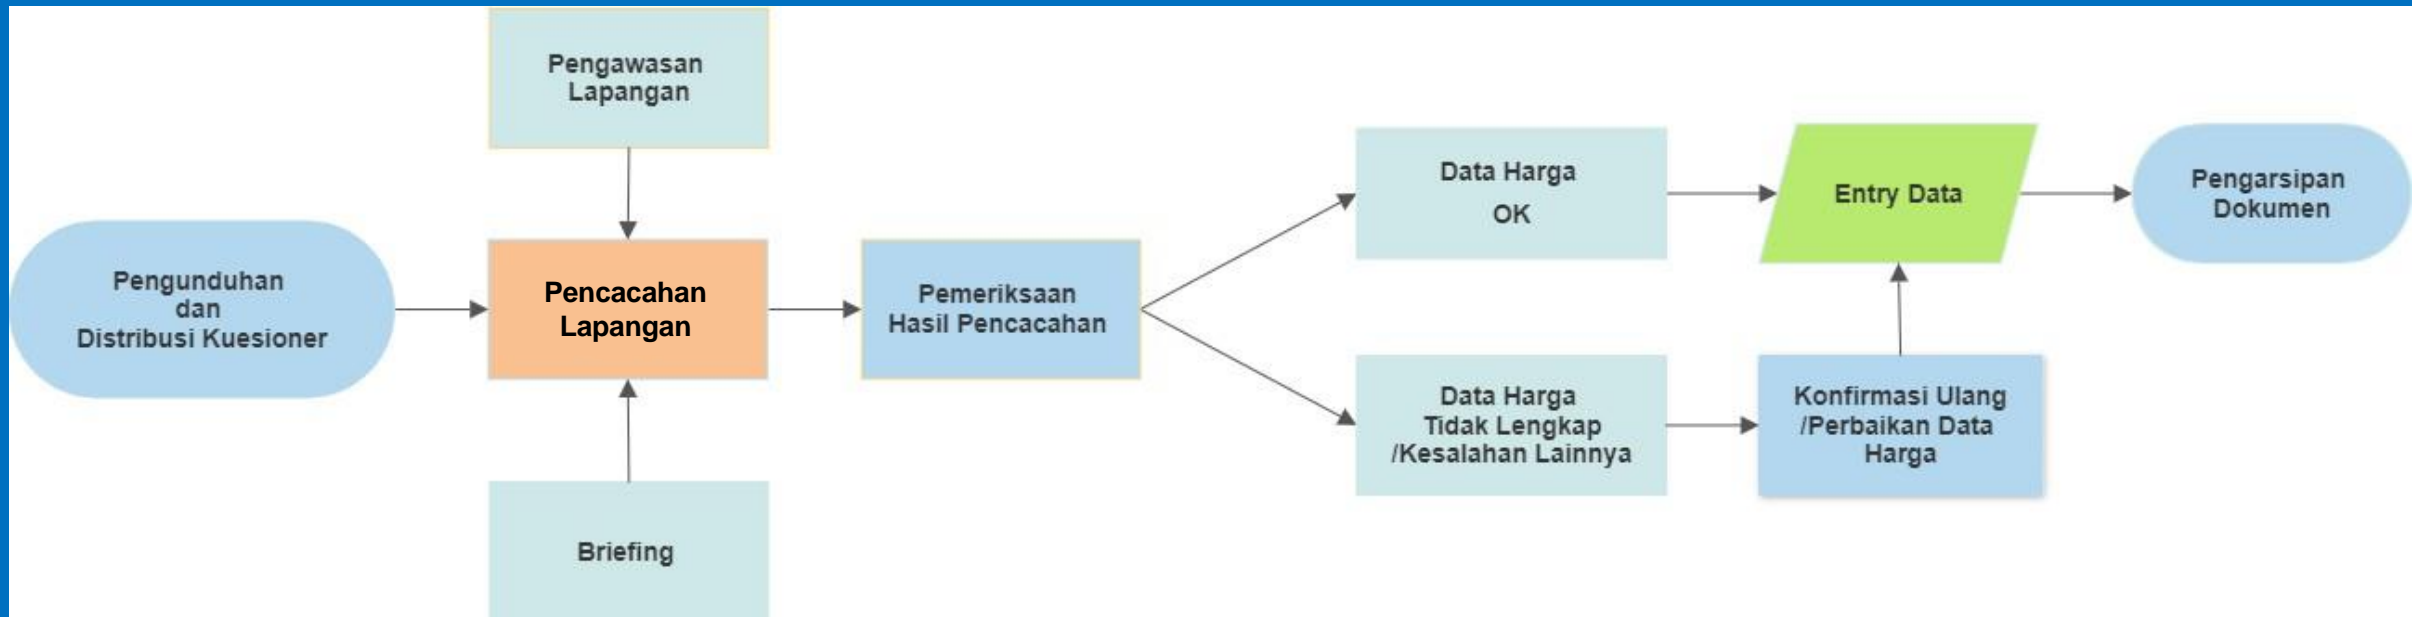 Pengawasan
Lapangan
Pengunduhan
dan
Distribusi Kuesioner
Pencacahan
Lapangan
Briefing
Pemeriksaan
Hasil Pencacahan
Data Harga
OK
Data Harga
Tidak Lengkap
/Kesalahan Lainnya
Konfirmasi Ulang
/Perbaikan Data
Harga
Entry Data
Pengarsipan
Dokumen